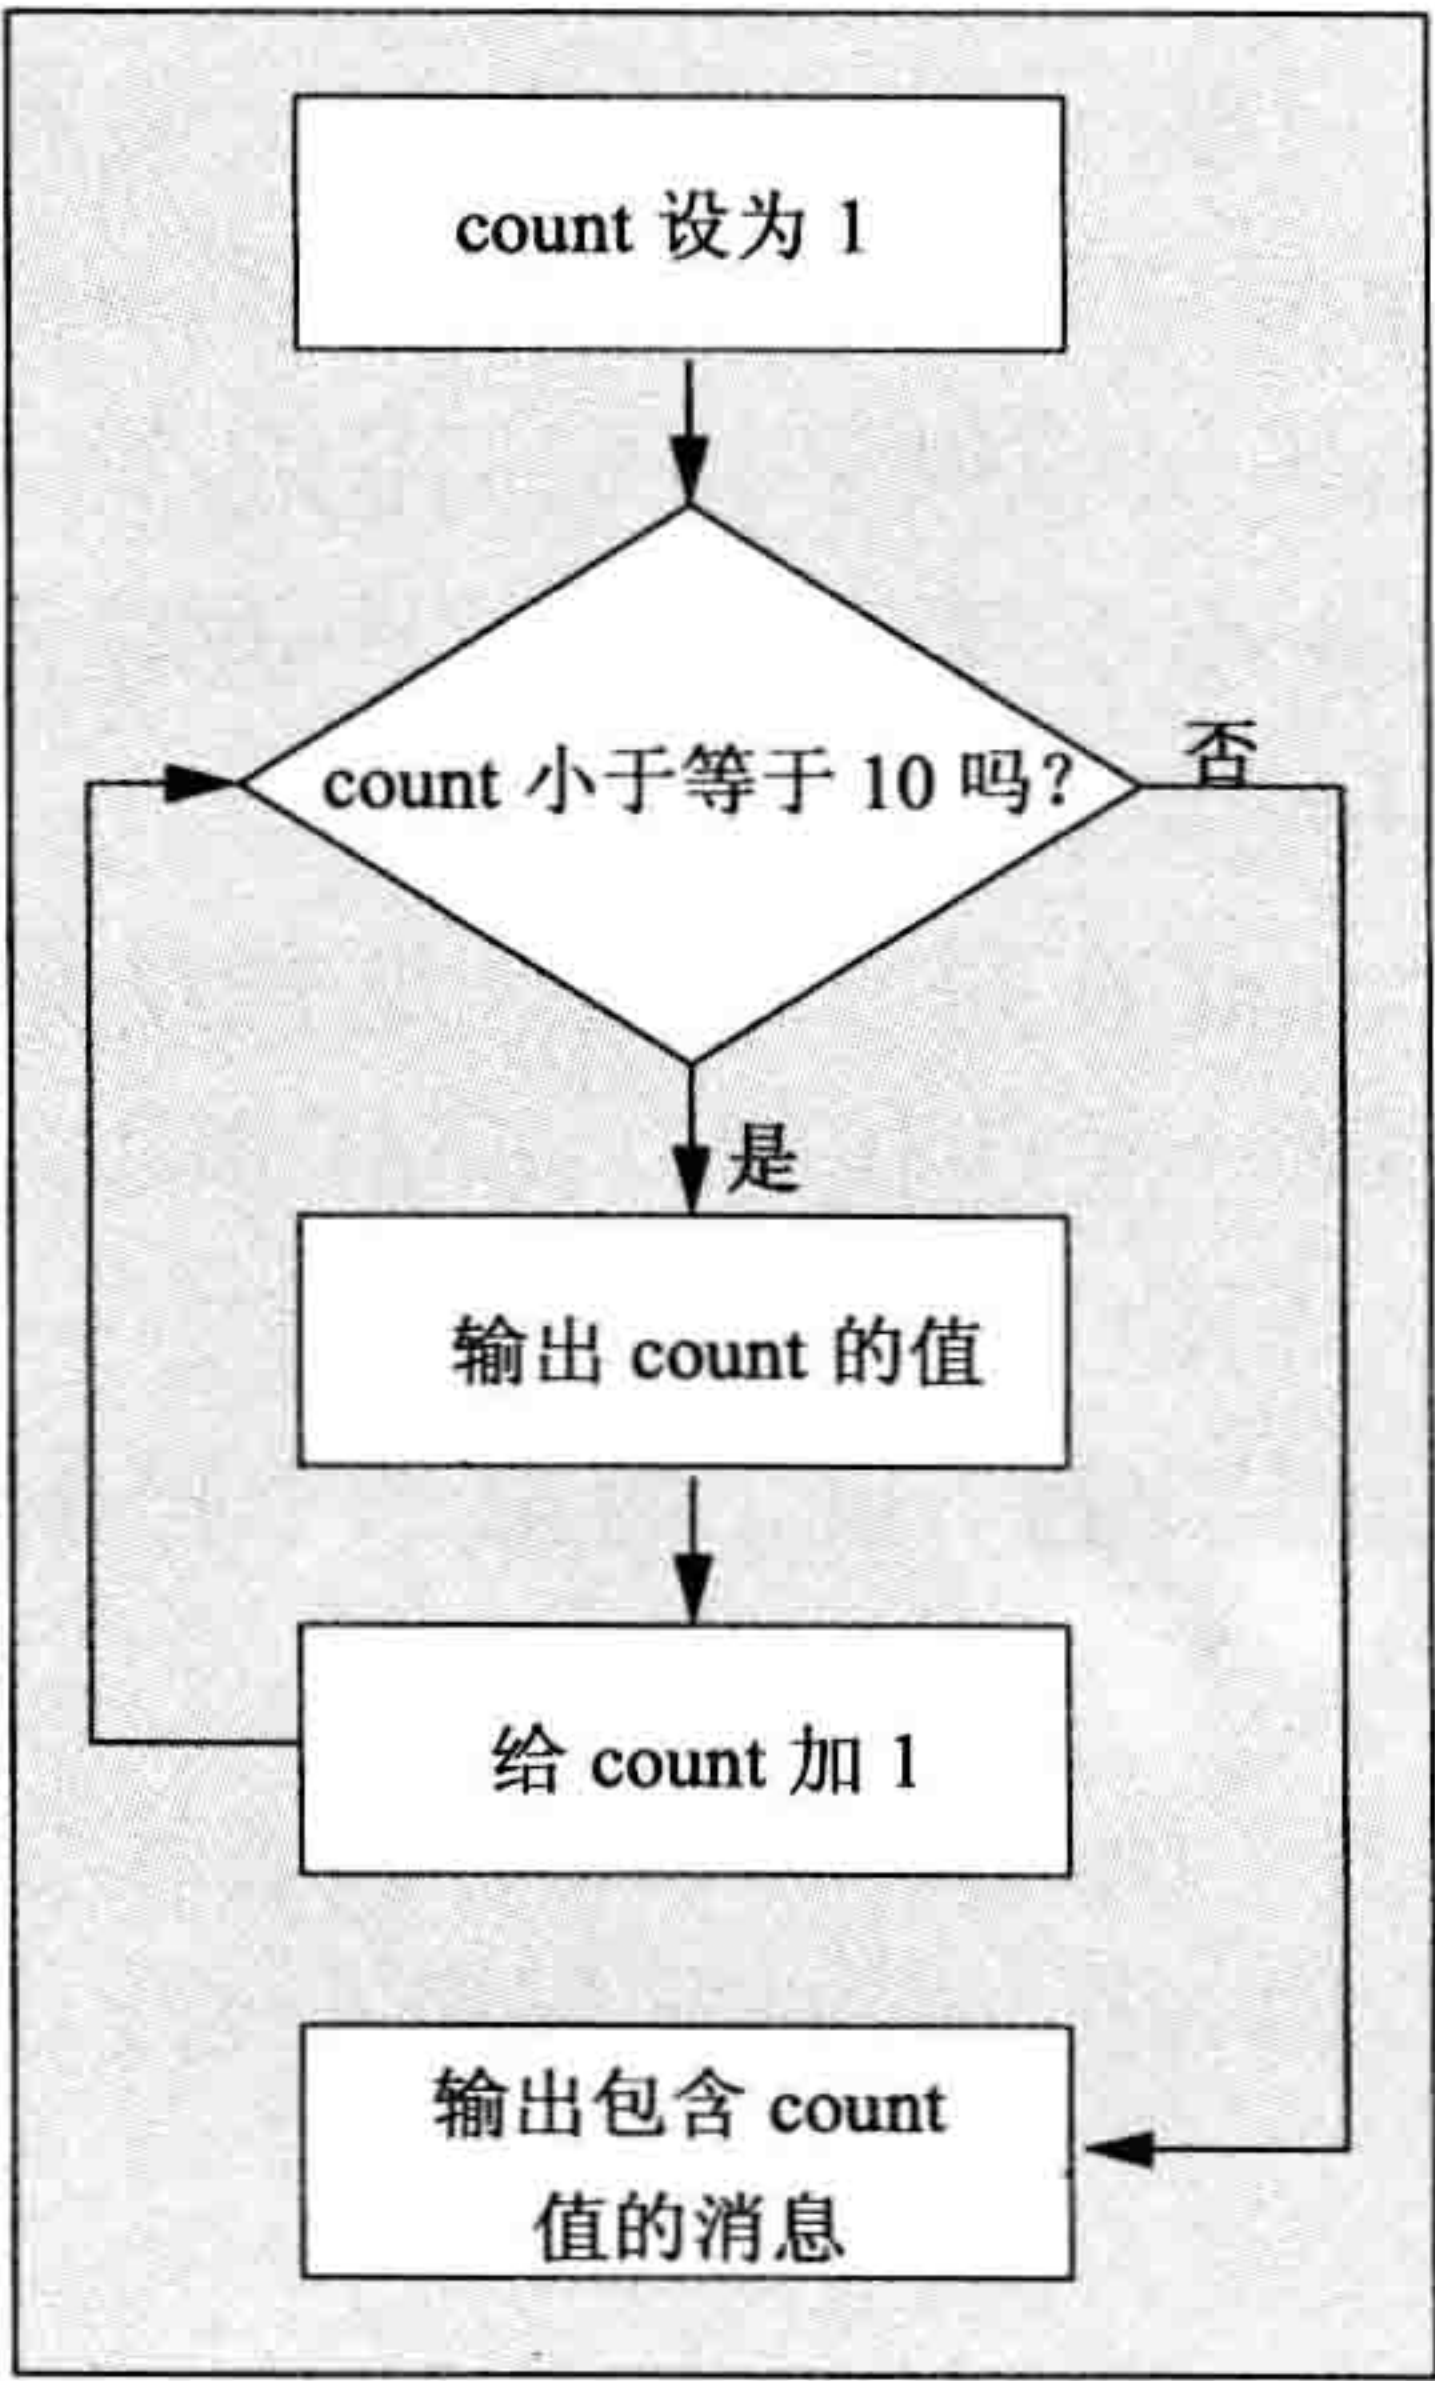 count 设为 1
count 小于等于 10 吗？
否
是
输出 count 的值
给 count 加 1
输出包含 count
值的消息